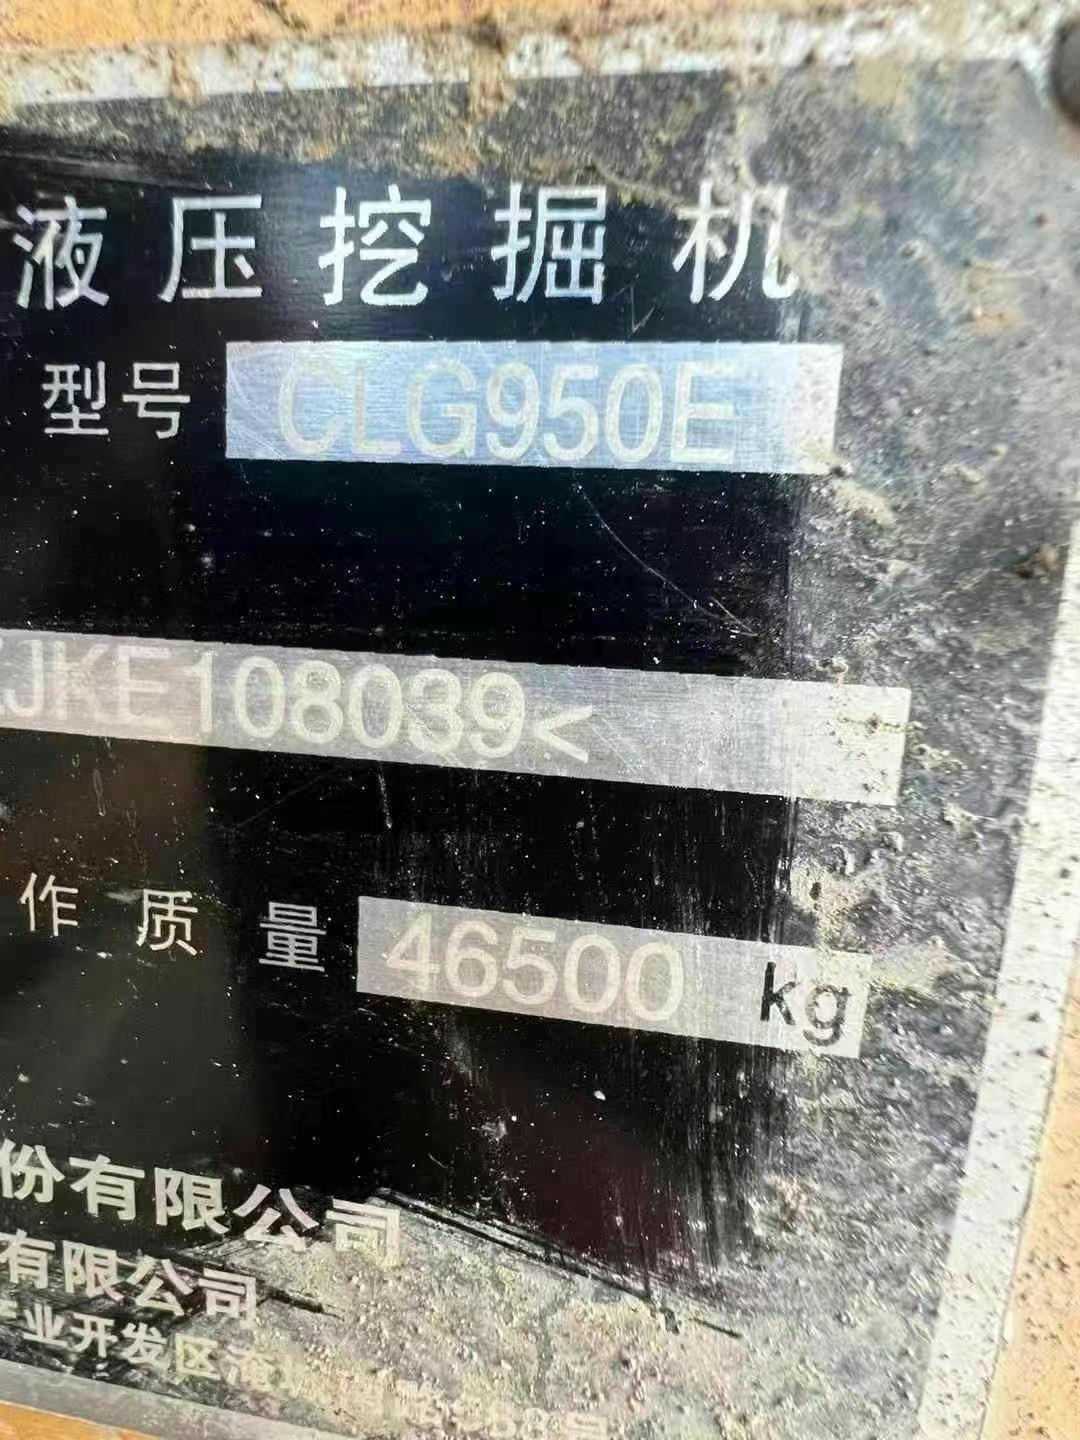 液压挖掘机
型号 CLG950E
JKE108039<
作质量 46500 kg
份有限公司
有限公司
业开发区